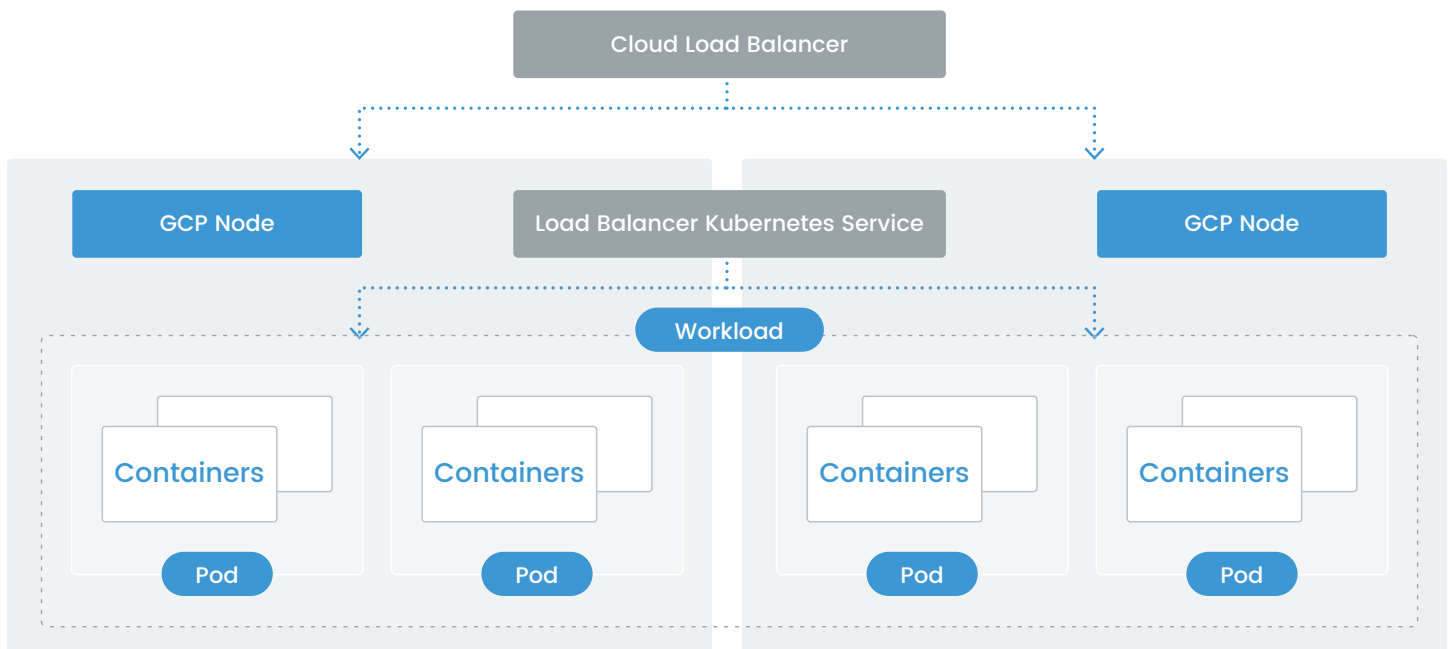 Cloud Load Balancer
GCP Node
Load Balancer Kubernetes Service
GCP Node
Workload
Containers
Containers
Containers
Containers
Pod
Pod
Pod
Pod